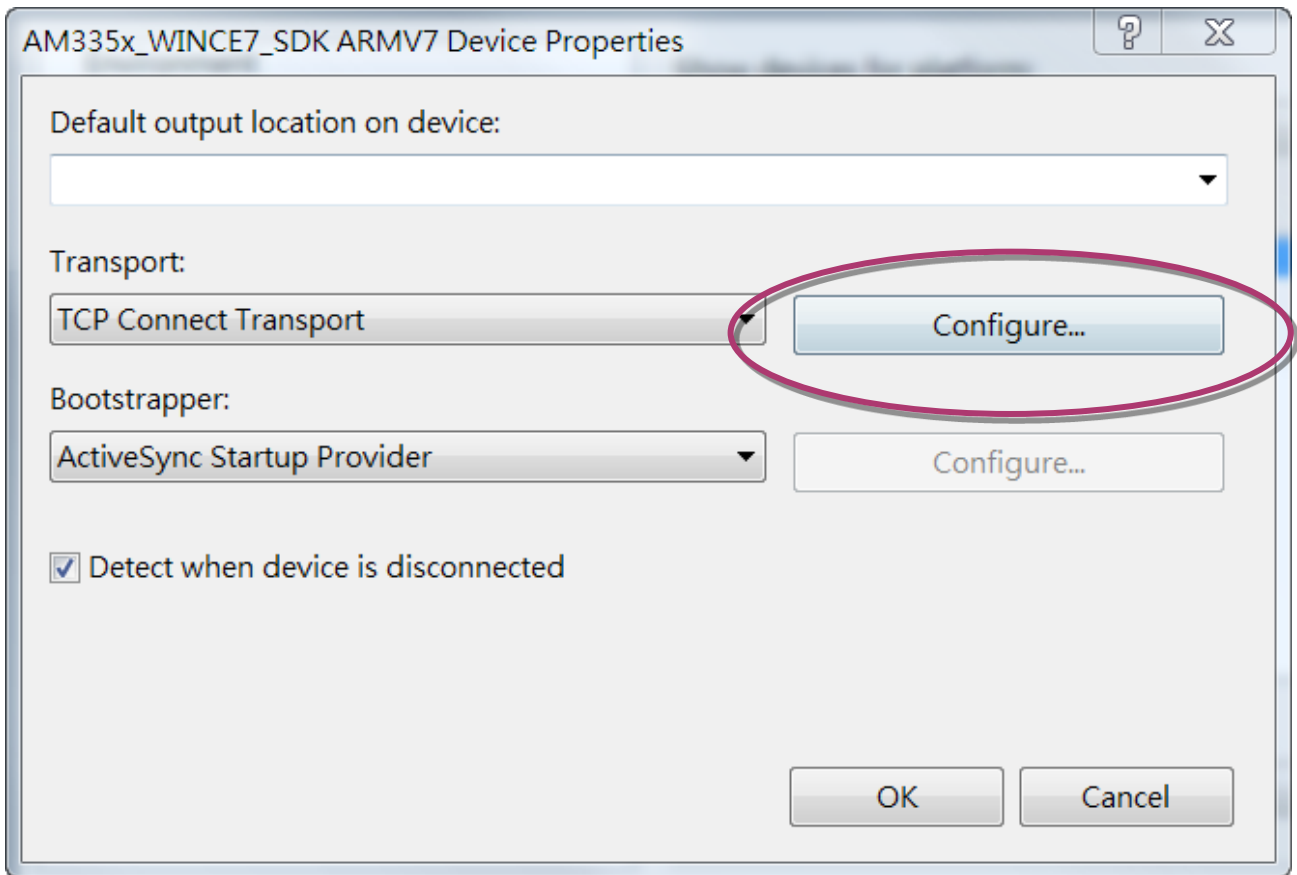 AM335x_WINCE7_SDK ARMV7 Device Properties
Default output location on device:
Transport:
TCP Connect Transport
Configure...
Bootstrapper:
ActiveSync Startup Provider
Configure...
Detect when device is disconnected
OK
Cancel